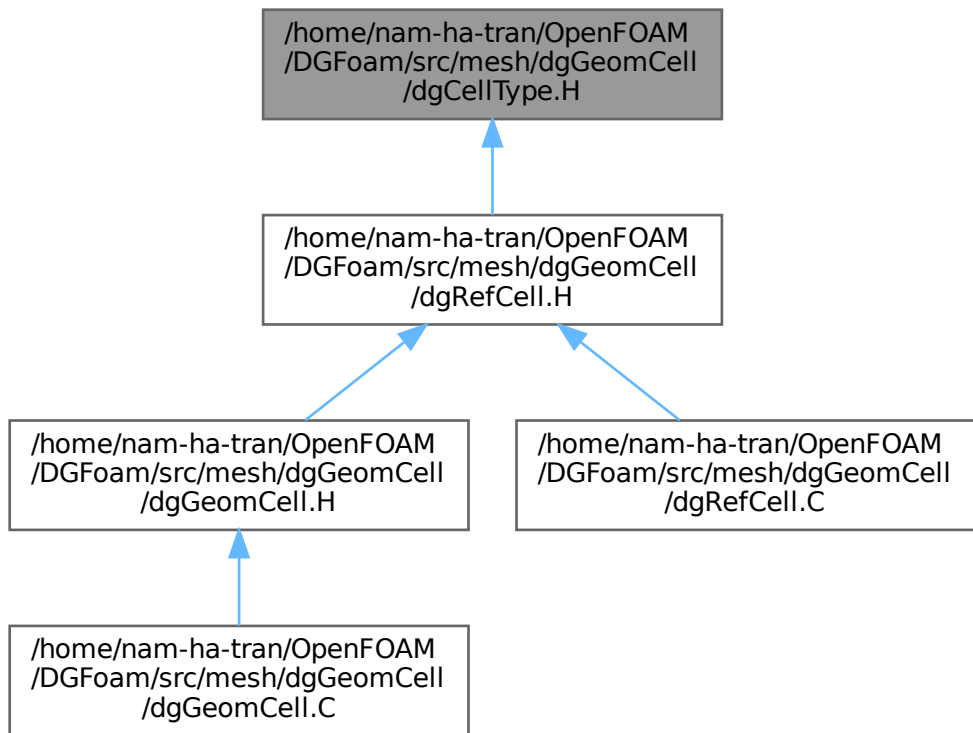 /home/nam-ha-tran/OpenFOAM
/DGFoam/src/mesh/dgGeomCell
/dgCellType.H
/home/nam-ha-tran/OpenFOAM
/DGFoam/src/mesh/dgGeomCell
/dgRefCell.H
/home/nam-ha-tran/OpenFOAM
/DGFoam/src/mesh/dgGeomCell
/dgGeomCell.H
/home/nam-ha-tran/OpenFOAM
/DGFoam/src/mesh/dgGeomCell
/dgRefCell.C
/home/nam-ha-tran/OpenFOAM
/DGFoam/src/mesh/dgGeomCell
/dgGeomCell.C